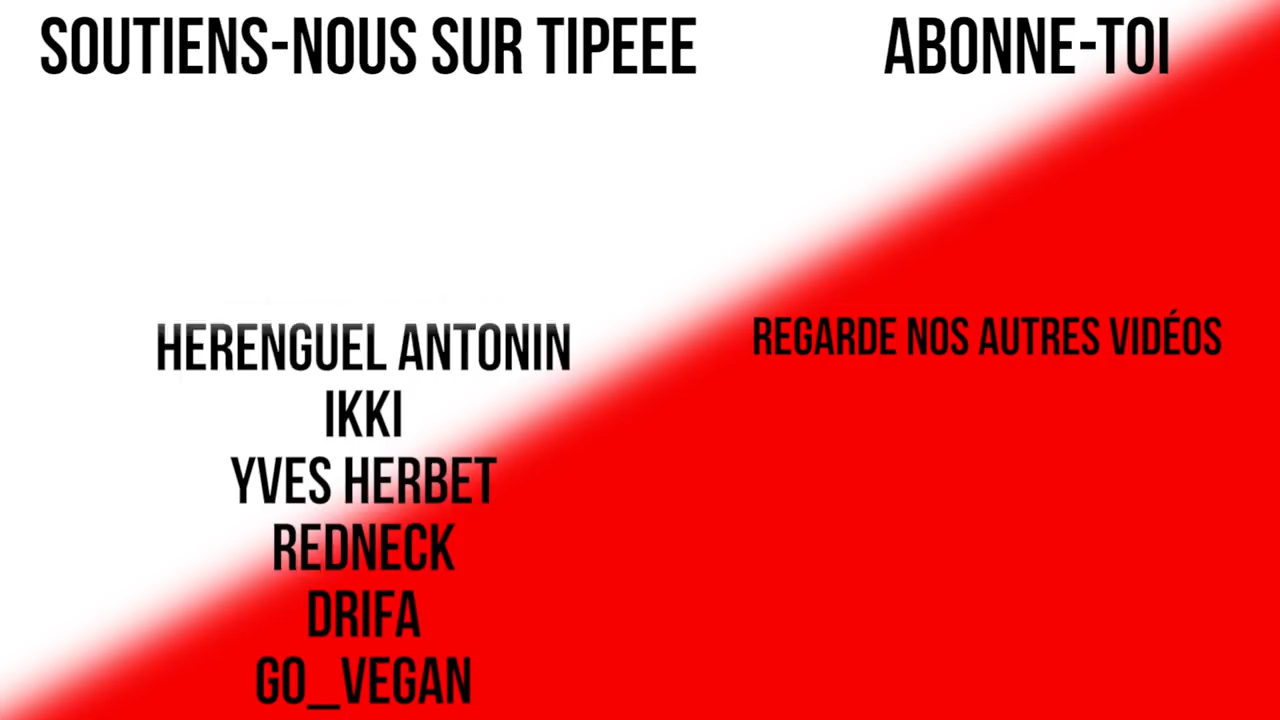 SOUTIENS-NOUS SUR TIPEEE
ABONNE-TOI
HERENGUEL ANTONIN
IKKI
YVES HERBET
REDNECK
DRIFA
GO_VEGAN
REGARDE NOS AUTRES VIDÉOS